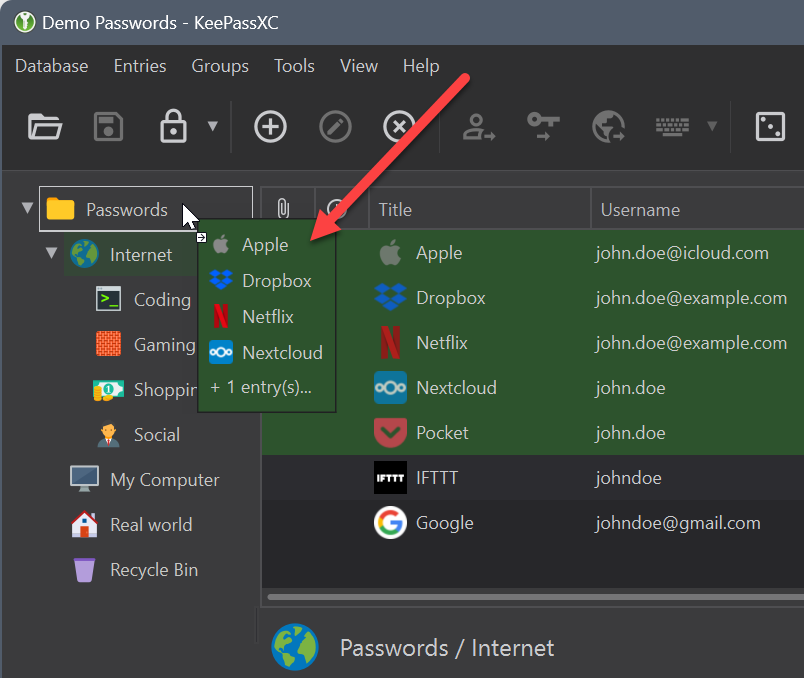 Demo Passwords - KeePassXC
Database Entries Groups Tools View Help
Passwords
Internet
Coding
Gaming
Shoppin
Social
My Computer
Real world
Recycle Bin
Apple
Dropbox
Netflix
Nextcloud
+ 1 entry(s)...
Title Username
Apple john.doe@icloud.com
Dropbox john.doe@example.com
Netflix john.doe@example.com
Nextcloud john.doe
Pocket john.doe
IFTTT IFTTT johndoe
Google johndoe@gmail.com
Passwords / Internet